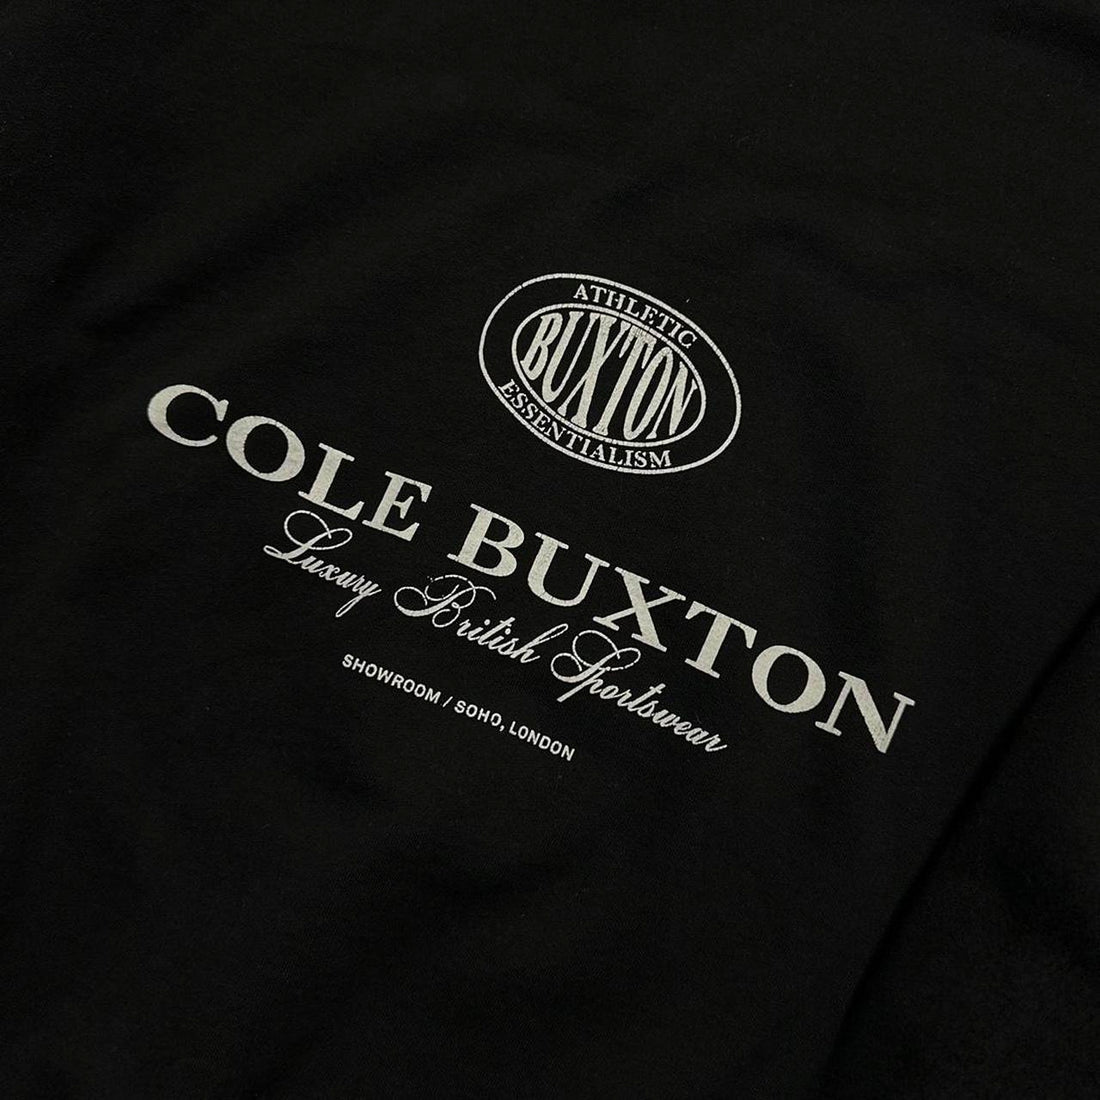 ATHLETIC
BUXTON
ESSENTIALISM
COLE BUXTON
Luxury British Sportswear
SHOWROOM / SOHO, LONDON